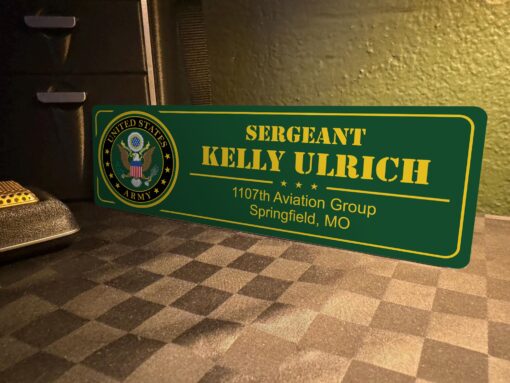 UNITED STATES
ARMY
SERGEANT
KELLY ULRICH
1107th Aviation Group
Springfield, MO